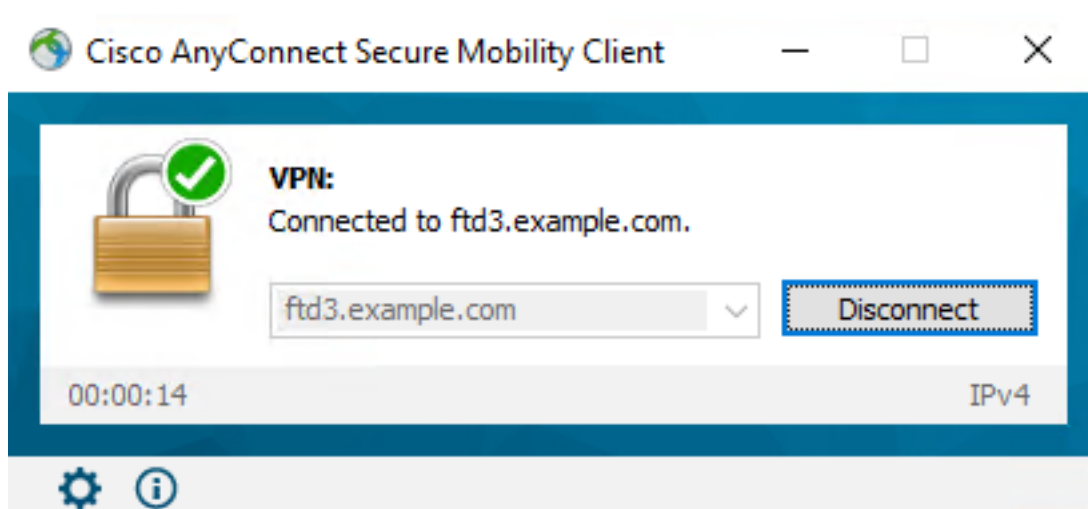 Cisco AnyConnect Secure Mobility Client
VPN:
Connected to ftd3.example.com.
ftd3.example.com
Disconnect
00:00:14
IPv4